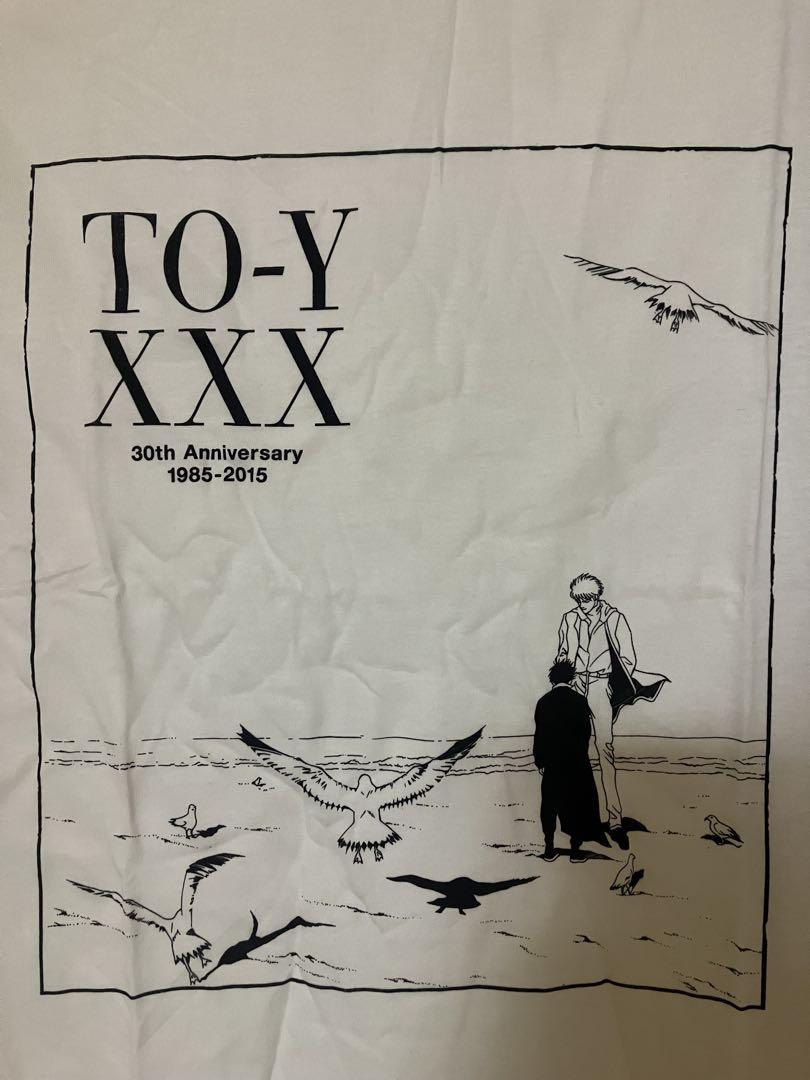 TO-Y
XXX
30th Anniversary
1985-2015